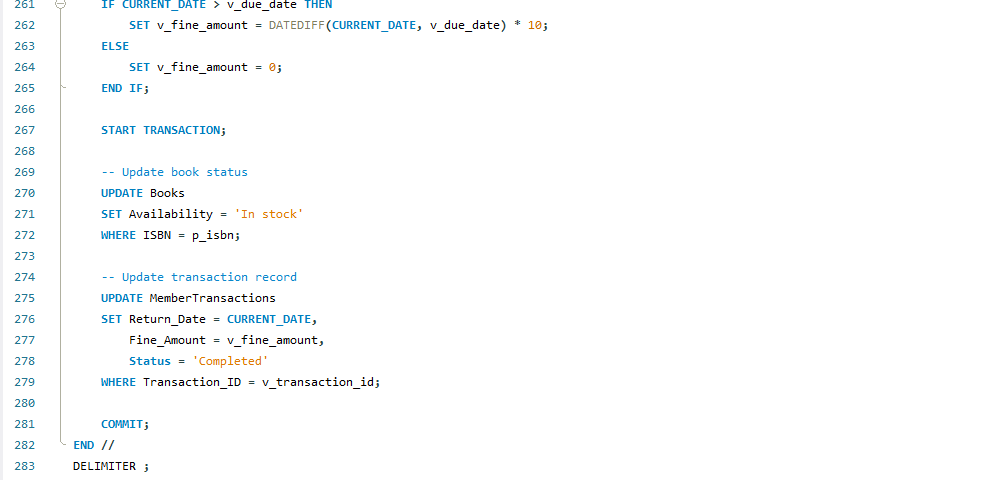 261 IF CURRENT_DATE > v_due_date THEN
262 SET v_fine_amount = DATEDIFF(CURRENT_DATE, v_due_date) * 10;
263 ELSE
264 SET v_fine_amount = 0;
265 END IF;
266
267 START TRANSACTION;
268
269 -- Update book status
270 UPDATE Books
271 SET Availability = 'In stock'
272 WHERE ISBN = p_isbn;
273
274 -- Update transaction record
275 UPDATE MemberTransactions
276 SET Return_Date = CURRENT_DATE,
277 Fine_Amount = v_fine_amount,
278 Status = 'Completed'
279 WHERE Transaction_ID = v_transaction_id;
280
281 COMMIT;
282 END //
283 DELIMITER ;